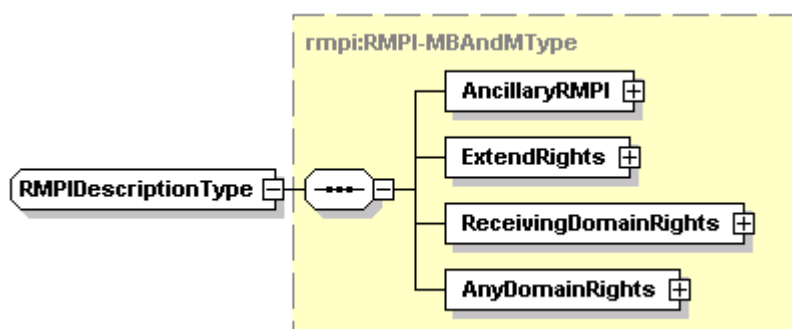 rmpi:RMPI-MBAndMType
AncillaryRMPI
ExtendRights
RMPIDescriptionType
ReceivingDomainRights
AnyDomainRights